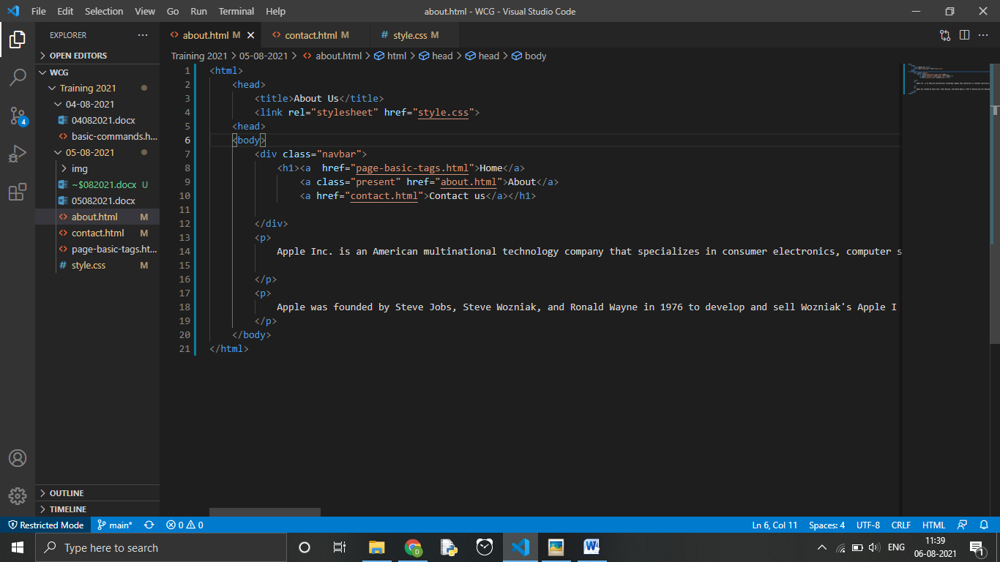 File Edit Selection View Go Run Terminal Help
about.html - WCG - Visual Studio Code
EXPLORER
OPEN EDITORS
WCG
Training 2021
04-08-2021
04082021.docx
basic-commands.h...
05-08-2021
img
~$082021.docx U
05082021.docx
about.html M
contact.html M
page-basic-tags.ht...
style.css M
OUTLINE
TIMELINE
about.html M contact.html M style.css M
Training 2021 > 05-08-2021 > about.html > html > head > head > body
1 <html>
2 <head>
3 <title>About Us</title>
4 <link rel="stylesheet" href="style.css">
5 <head>
6 <body>
7 <div class="navbar">
8 <h1><a  href="page-basic-tags.html">Home</a>
9 <a class="present" href="about.html">About</a>
10 <a href="contact.html">Contact us</a></h1>
11
12 </div>
13 <p>
14 Apple Inc. is an American multinational technology company that specializes in consumer electronics, computer s
15
16 </p>
17 <p>
18 Apple was founded by Steve Jobs, Steve Wozniak, and Ronald Wayne in 1976 to develop and sell Wozniak's Apple I
19 </p>
20 </body>
21 </html>
4
Restricted Mode main* 0 0 Ln 6, Col 11 Spaces: 4 UTF-8 CRLF HTML
Type here to search
D
ENG
11:39
06-08-2021
1